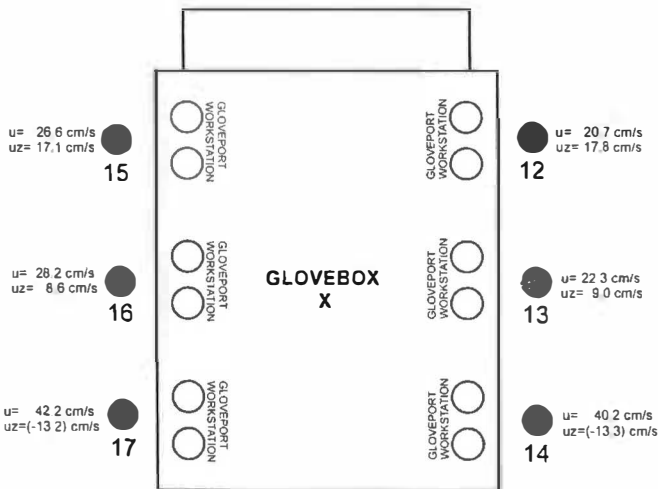 u= 26.6 cm/s
uz= 17.1 cm/s
15
GLOVEPORT
WORKSTATION
GLOVEPORT
WORKSTATION
u= 20.7 cm/s
uz= 17.8 cm/s
12
u= 28.2 cm/s
uz= 8.6 cm/s
16
GLOVEPORT
WORKSTATION
GLOVEBOX
X
GLOVEPORT
WORKSTATION
u= 22.3 cm/s
uz= 9.0 cm/s
13
u= 42.2 cm/s
uz=(-13.2) cm/s
17
GLOVEPORT
WORKSTATION
GLOVEPORT
WORKSTATION
u= 40.2 cm/s
uz=(-13.3) cm/s
14